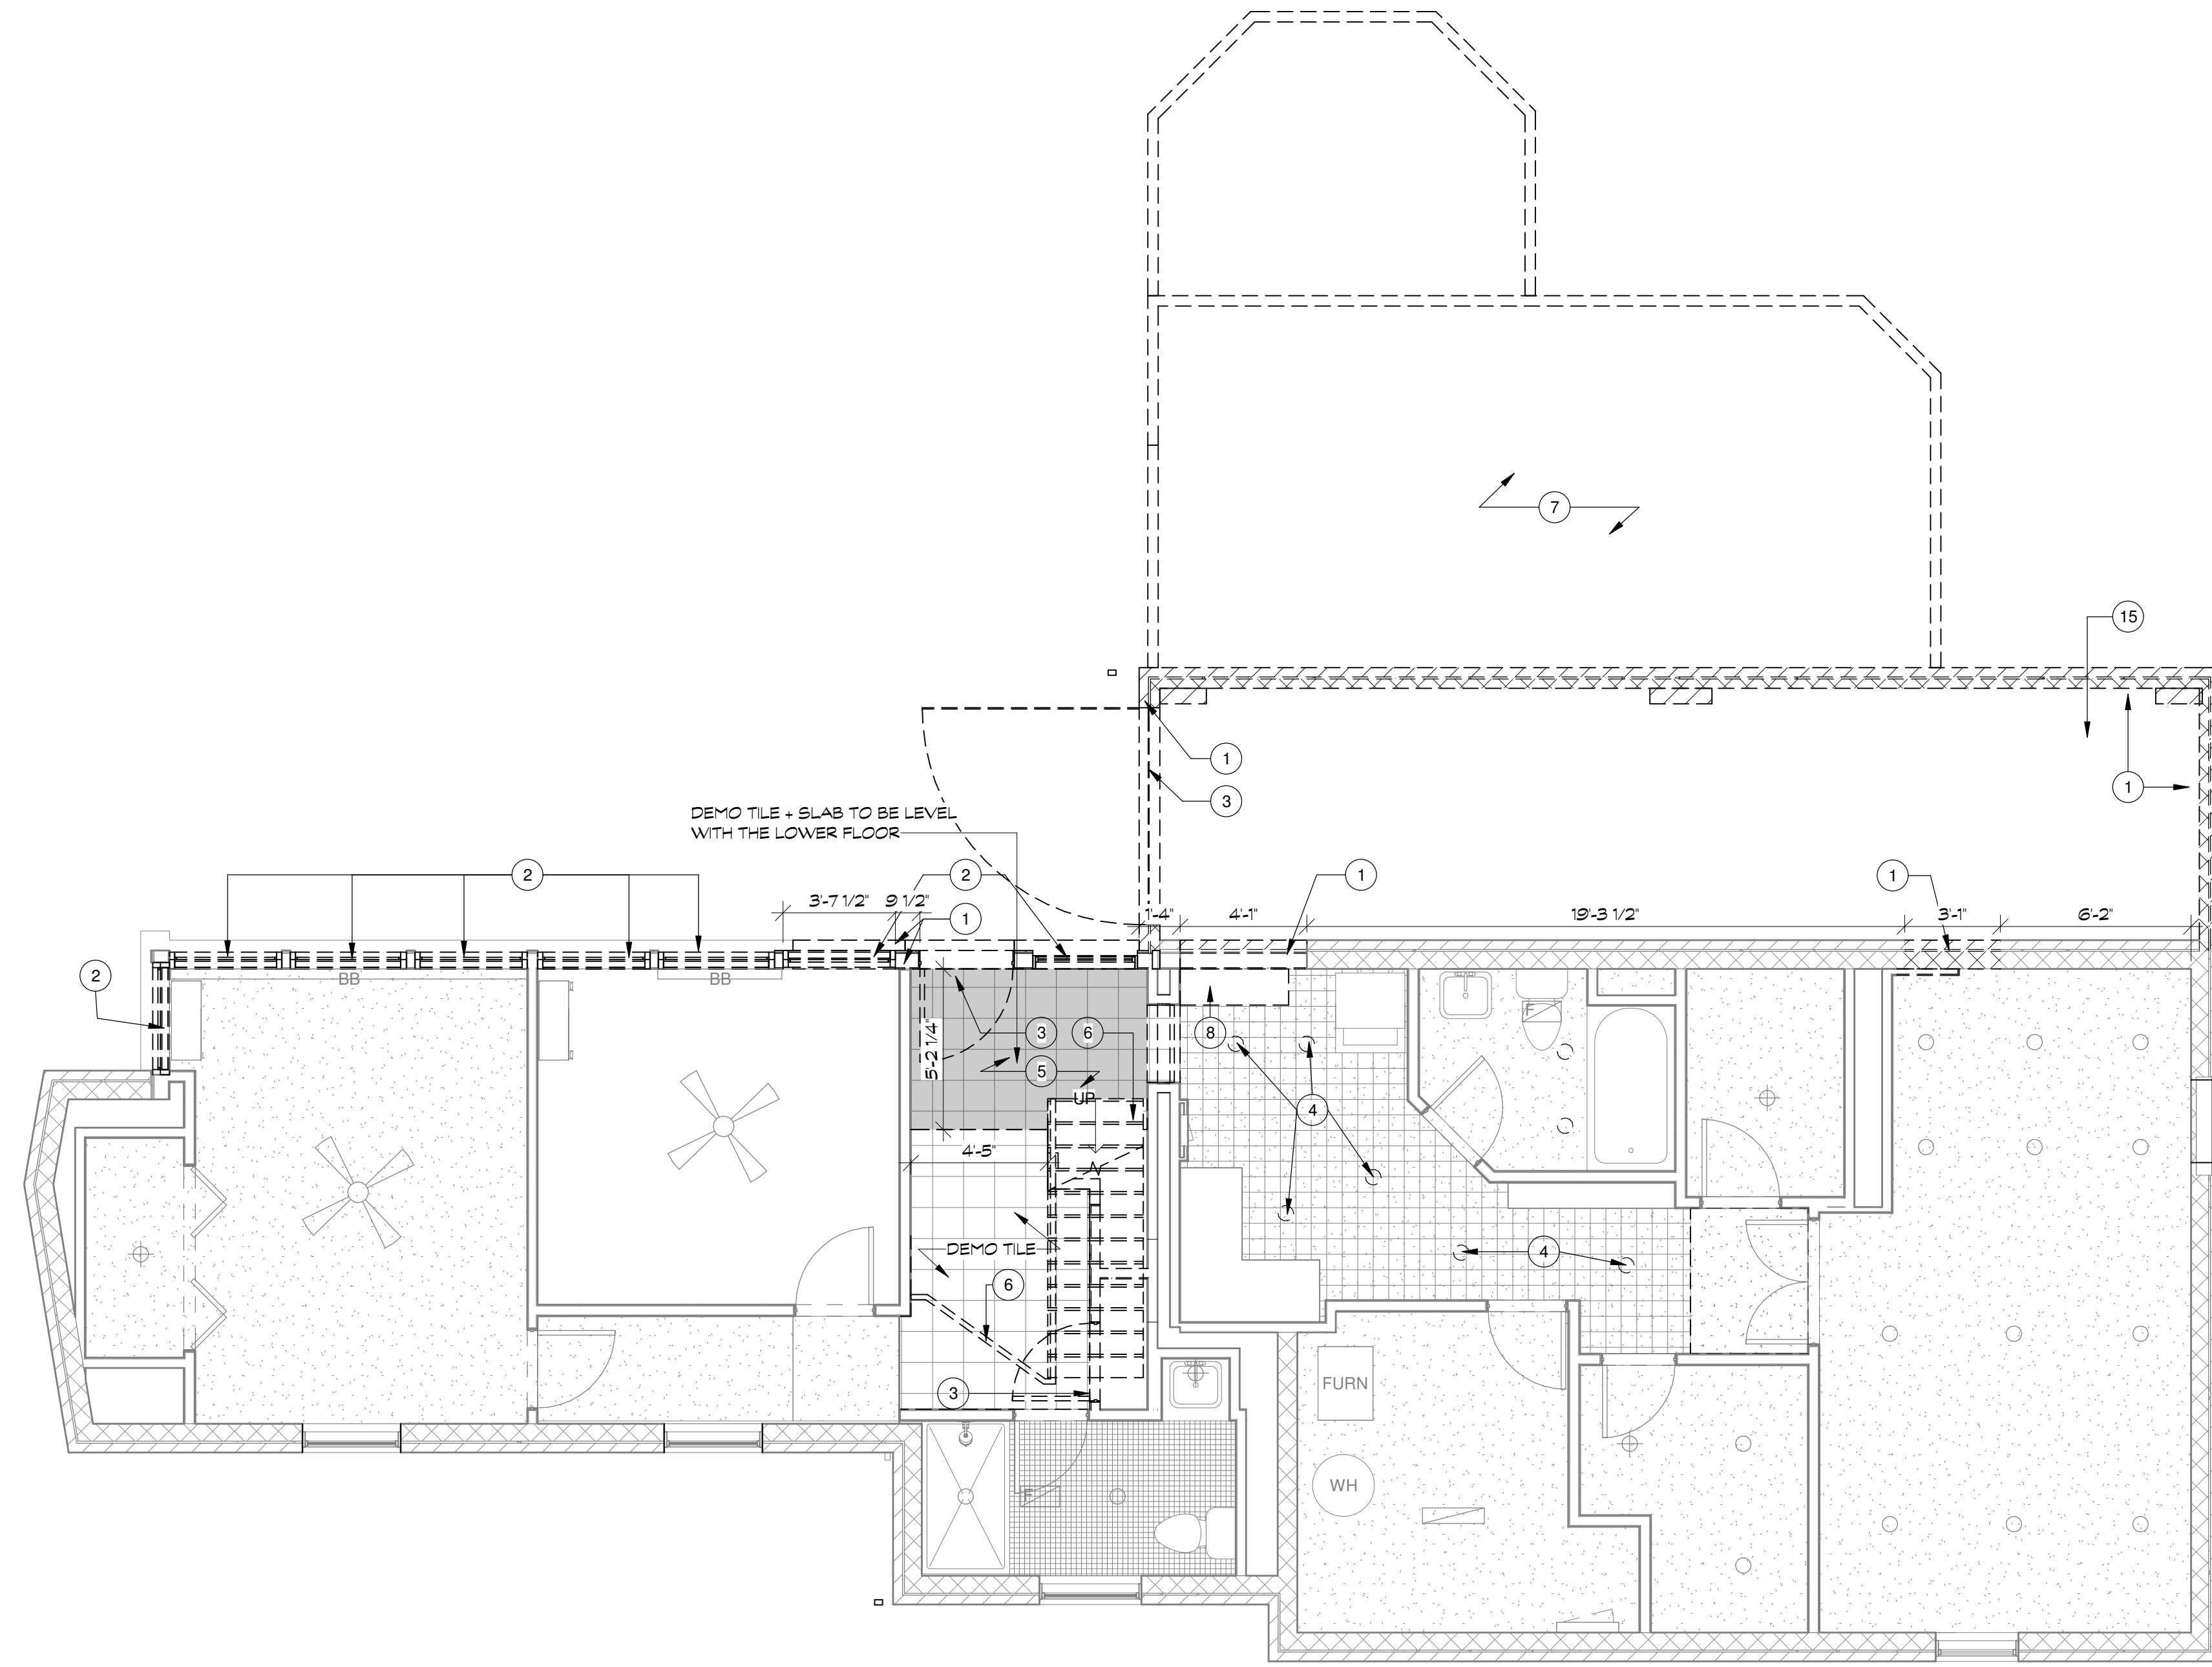 7
15
1
3
1
DEMO TILE + SLAB TO BE LEVEL
WITH THE LOWER FLOOR
2
2
1
1
3'-7 1/2"
9 1/2"
1
1'-4"
4'-1"
19'-3 1/2"
3'-1"
6'-2"
2
BB
BB
F
3
6
8
5'-2 1/4"
5
UP
4
4'-5"
DEMO TILE
4
6
3
FURN
WH
F